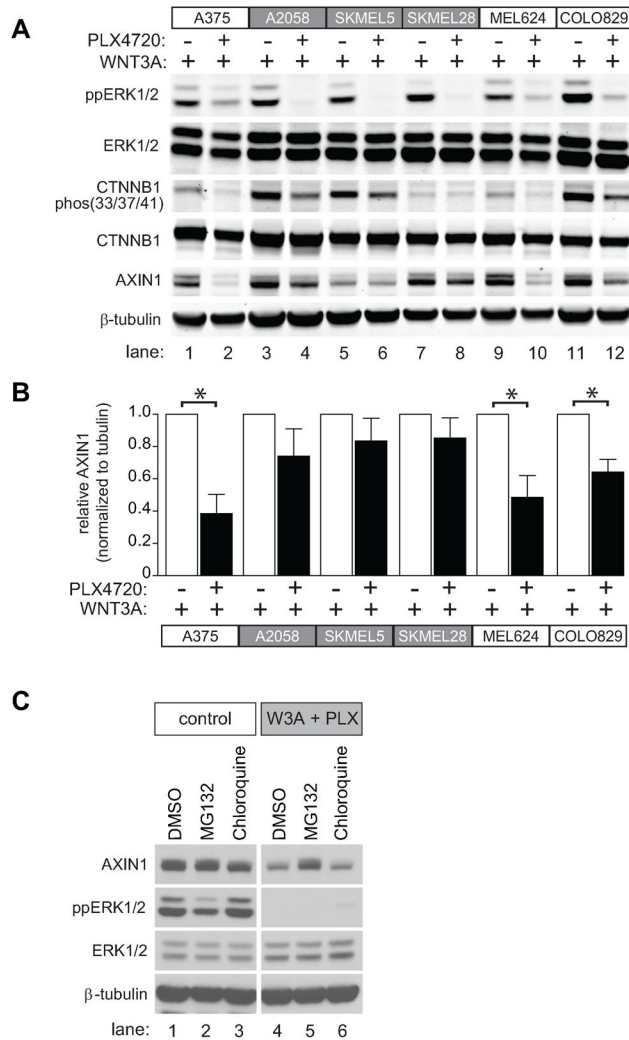 A
A375 A2058 SKMEL5 SKMEL28 MEL624 COLO829
PLX4720: - + - + - + - + - + - +
WNT3A: + + + + + + + + + + + +
ppERK1/2
ERK1/2
CTNNB1
phos(33/37/41)
CTNNB1
AXIN1
β-tubulin
lane: 1 2 3 4 5 6 7 8 9 10 11 12
B
* * *
relative AXIN1
(normalized to tubulin)
1.0
0.8
0.6
0.4
0.2
0
PLX4720: - + - + - + - + - + - +
WNT3A: + + + + + + + + + + + +
A375 A2058 SKMEL5 SKMEL28 MEL624 COLO829
C
control W3A + PLX
DMSO MG132 Chloroquine DMSO MG132 Chloroquine
AXIN1
ppERK1/2
ERK1/2
β-tubulin
lane: 1 2 3 4 5 6